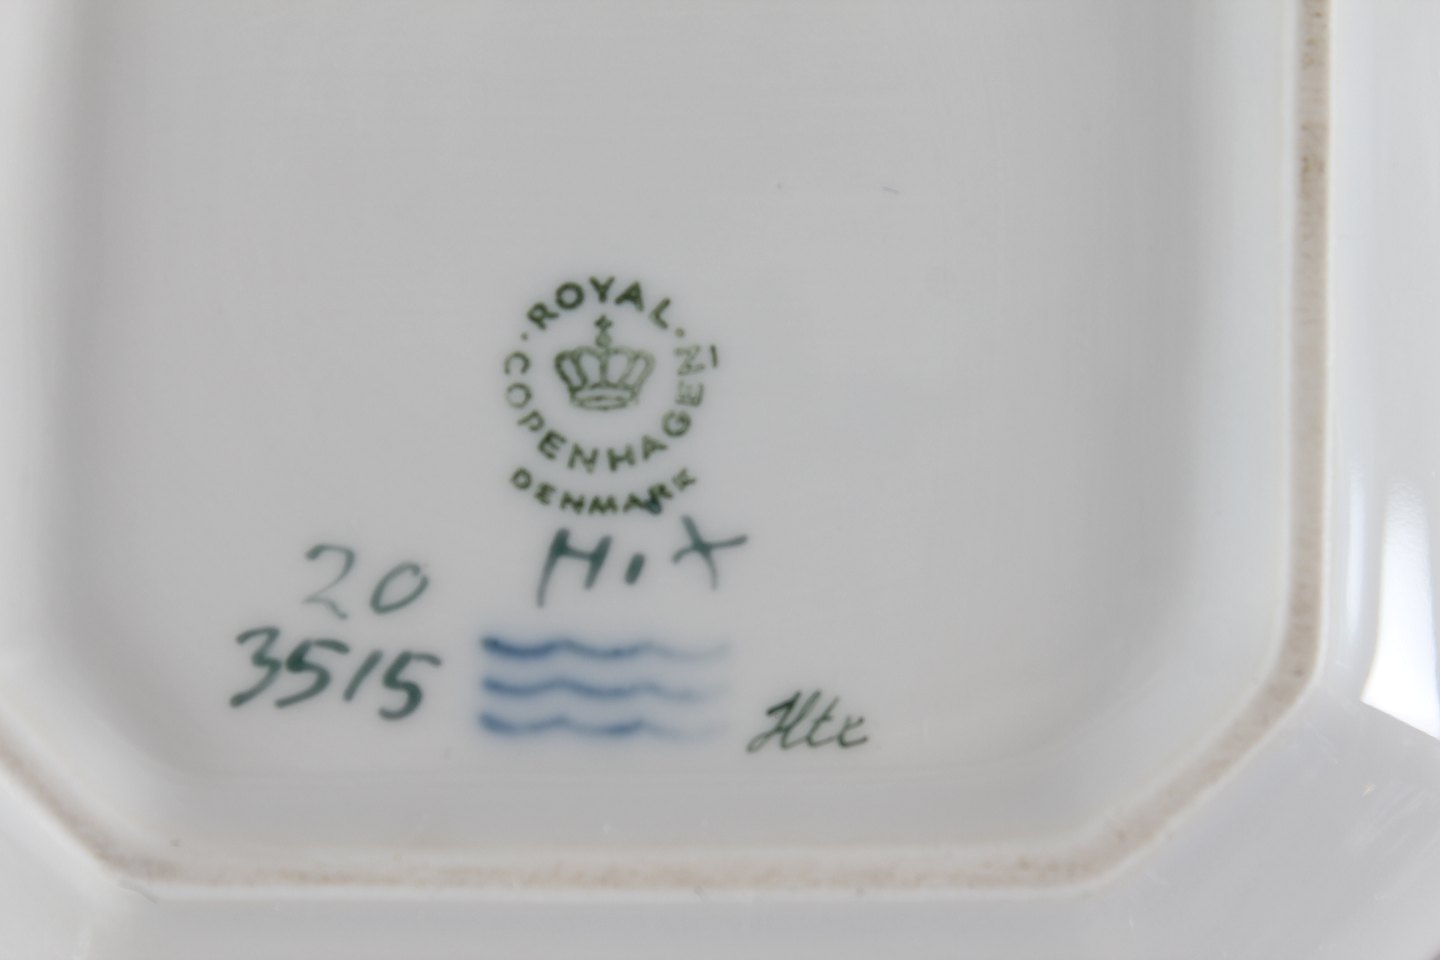 ROYAL
COPENHAGEN
DENMARK
20
H.X
3515